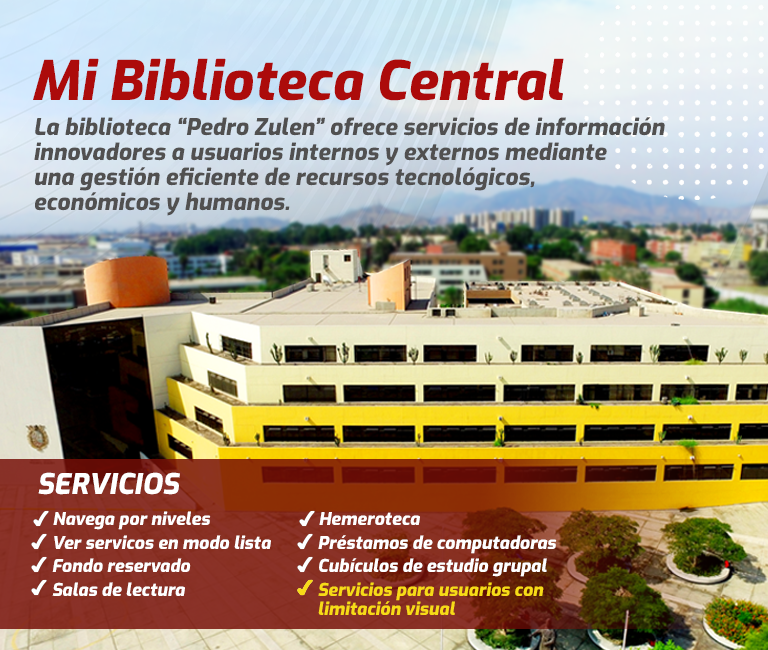 Mi Biblioteca Central
La biblioteca “Pedro Zulen” ofrece servicios de información
innovadores a usuarios internos y externos mediante
una gestión eficiente de recursos tecnológicos,
económicos y humanos.
SERVICIOS
Navega por niveles
Ver servicos en modo lista
Fondo reservado
Salas de lectura
Hemeroteca
Préstamos de computadoras
Cubículos de estudio grupal
Servicios para usuarios con
limitación visual